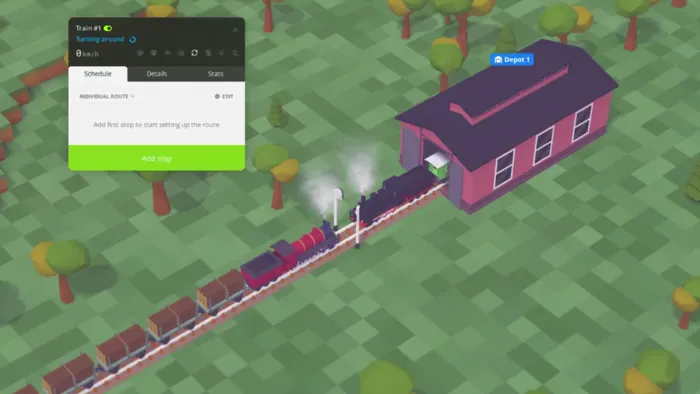 Train #1
Turning around
0 km/h
Schedule
Details
Stats
INDIVIDUAL ROUTE
EDIT
Add first stop to start setting up the route
Add stop
Depot 1